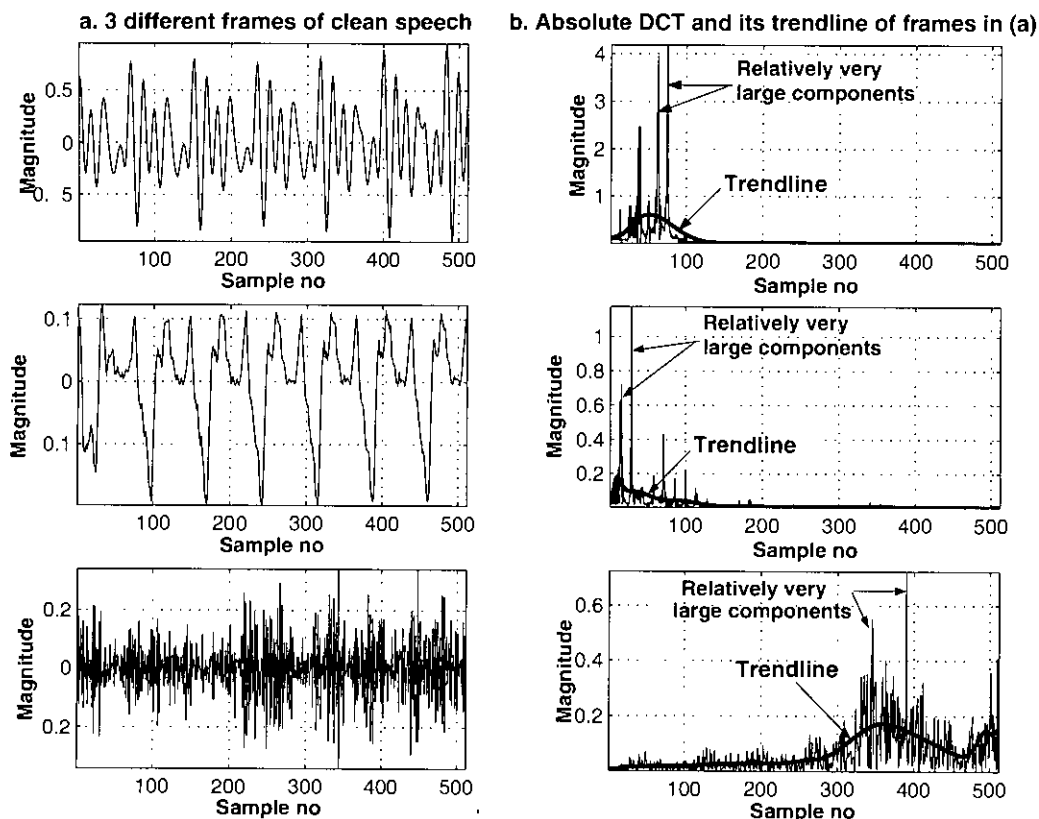 a. 3 different frames of clean speech
b. Absolute DCT and its trendline of frames in (a)
Magnitude
0.5
0
0. 5
100 200 300 400 500
Sample no
Magnitude
4
3
2
1
Relatively very
large components
Trendline
100 200 300 400 500
Sample no
Magnitude
0.1
0
0.1
100 200 300 400 500
Sample no
Magnitude
1
0.8
0.6
0.4
0.2
Relatively very
large components
Trendline
100 200 300 400 500
Sample no
Magnitude
0.2
0
0.2
100 200 300 400 500
Sample no
Magnitude
0.6
0.4
0.2
0
Relatively very
large components
Trendline
100 200 300 400 500
Sample no